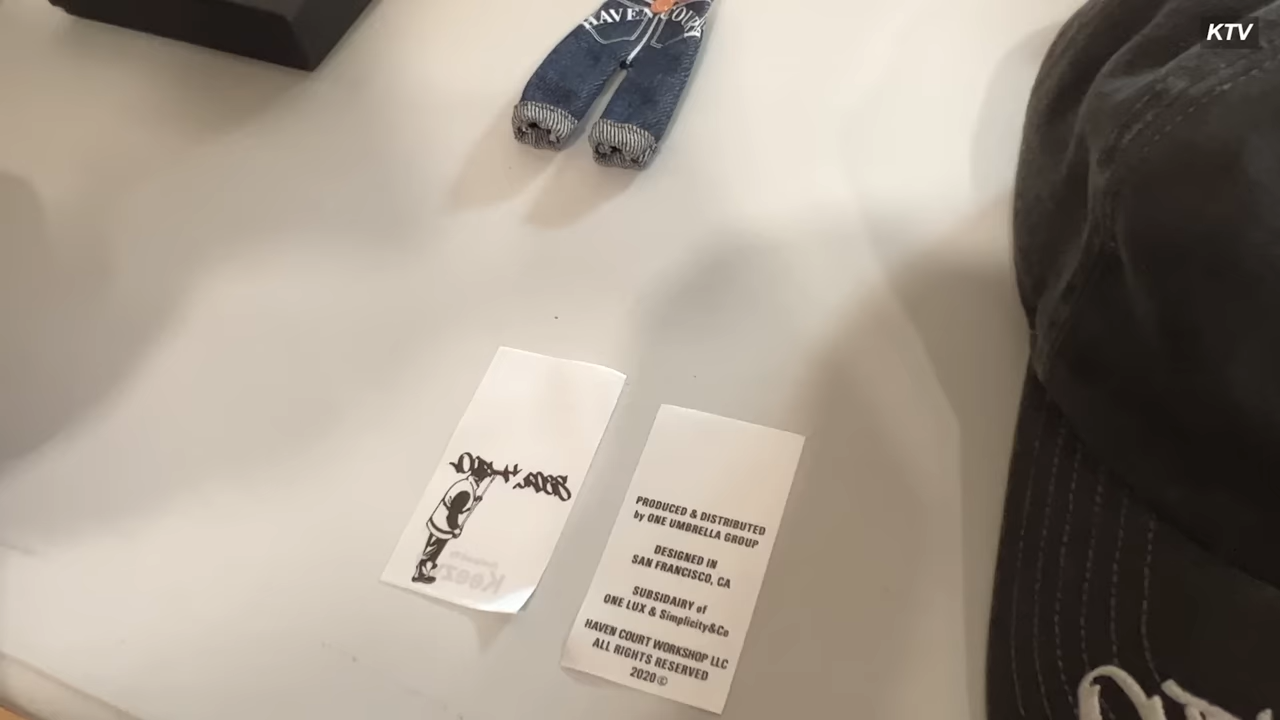 KTV
HAVEN COURT
PRODUCED & DISTRIBUTED
by ONE UMBRELLA GROUP
DESIGNED IN
SAN FRANCISCO, CA
SUBSIDAIRY of
ONE LUX & Simplicity&Co
HAVEN COURT WORKSHOP LLC
ALL RIGHTS RESERVED
2020©